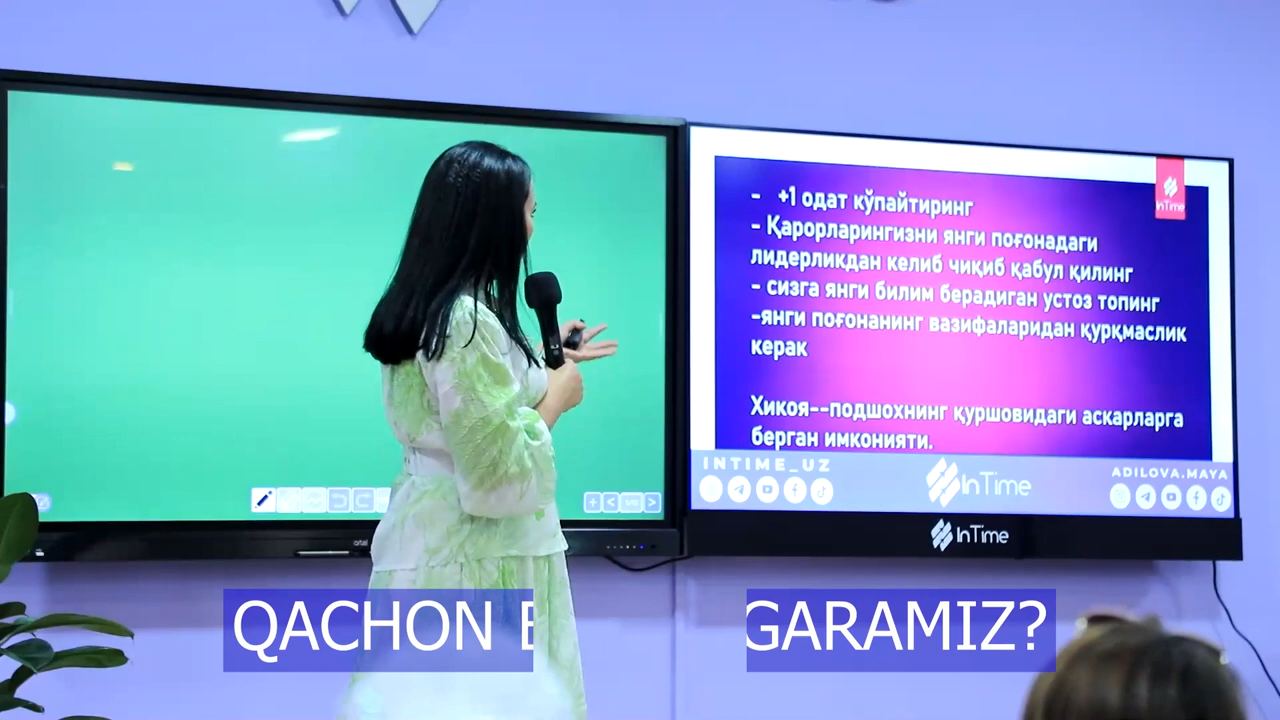 - +1 одат кўпайтиринг
- Қарорларингизни янги поғонадаги
лидерликдан келиб чиқиб қабул қилинг
- сизга янги билим берадиган устоз топинг
-янги поғонанинг вазифаларидан қурқмаслик
керак
Хикоя--подшохнинг қуршовидаги аскарларга
берган имконияти.
InTime
INTIME_UZ
InTime
ADILOVA.MAYA
InTime
artel
QACHON
GARAMIZ?